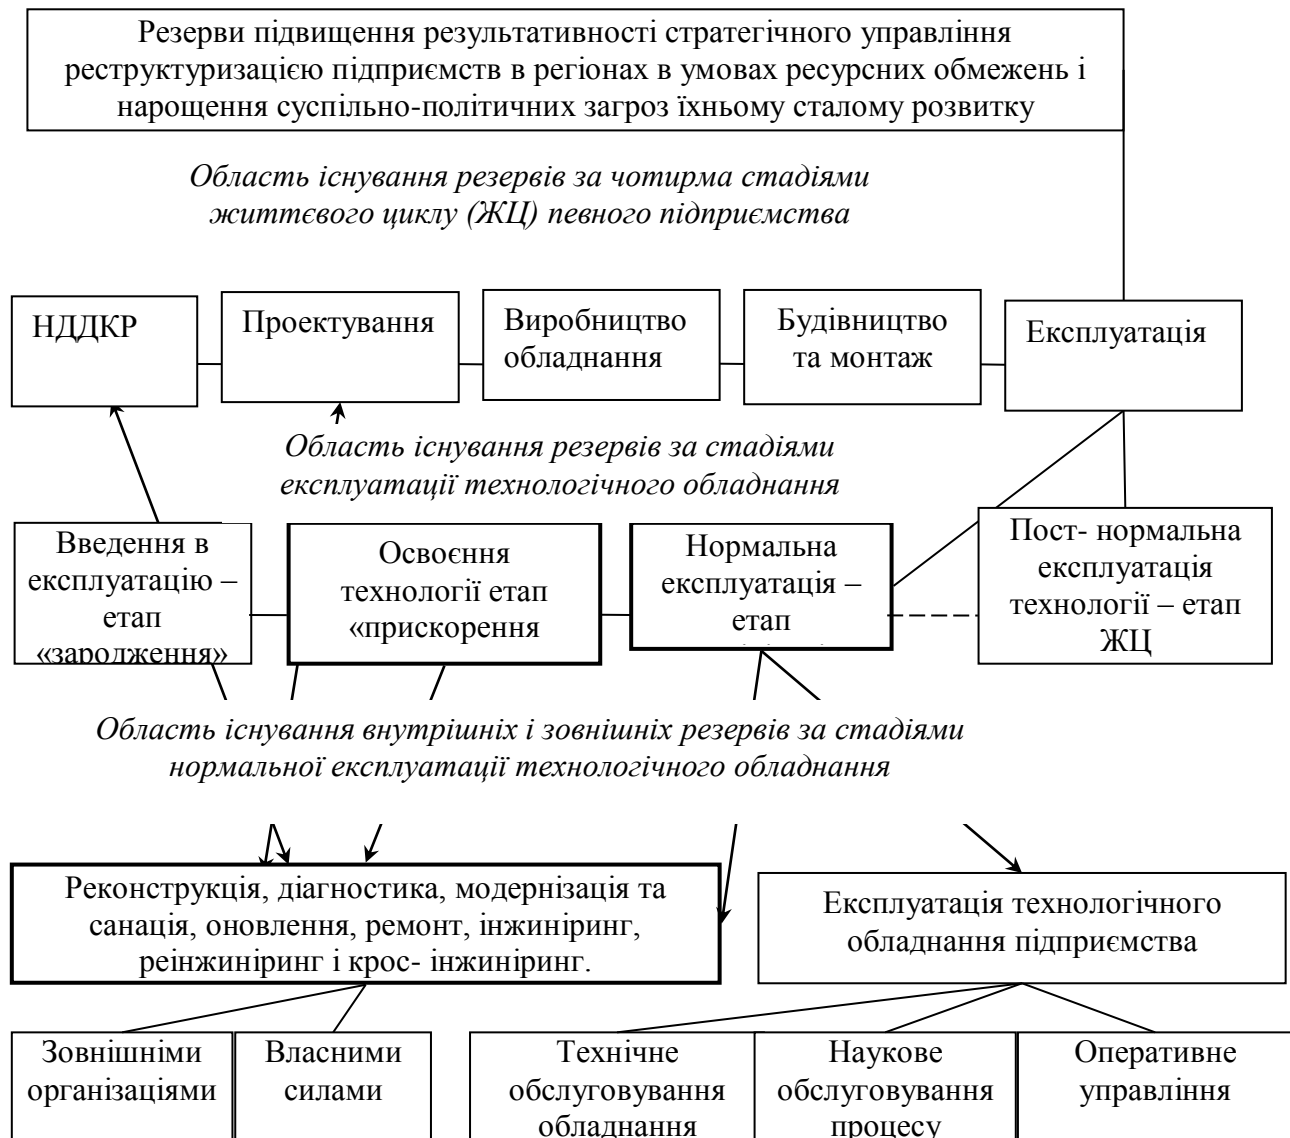 Резерви підвищення результативності стратегічного управління
реструктуризацією підприємств в регіонах в умовах ресурсних обмежень і
нарощення суспільно-політичних загроз їхньому сталому розвитку
Область існування резервів за чотирма стадіями
життєвого циклу (ЖЦ) певного підприємства
НДДКР
Проектування
Виробництво
обладнання
Будівництво
та монтаж
Експлуатація
Область існування резервів за стадіями
експлуатації технологічного обладнання
Введення в
експлуатацію –
етап
«зародження»
Освоєння
технології етап
«прискорення
Нормальна
експлуатація –
етап
Пост- нормальна
експлуатація
технології – етап
ЖЦ
Область існування внутрішніх і зовнішніх резервів за стадіями
нормальної експлуатації технологічного обладнання
Реконструкція, діагностика, модернізація та
санація, оновлення, ремонт, інжиніринг,
реінжиніринг і крос- інжиніринг.
Експлуатація технологічного
обладнання підприємства
Зовнішніми
організаціями
Власними
силами
Технічне
обслуговування
обладнання
Наукове
обслуговування
процесу
Оперативне
управління